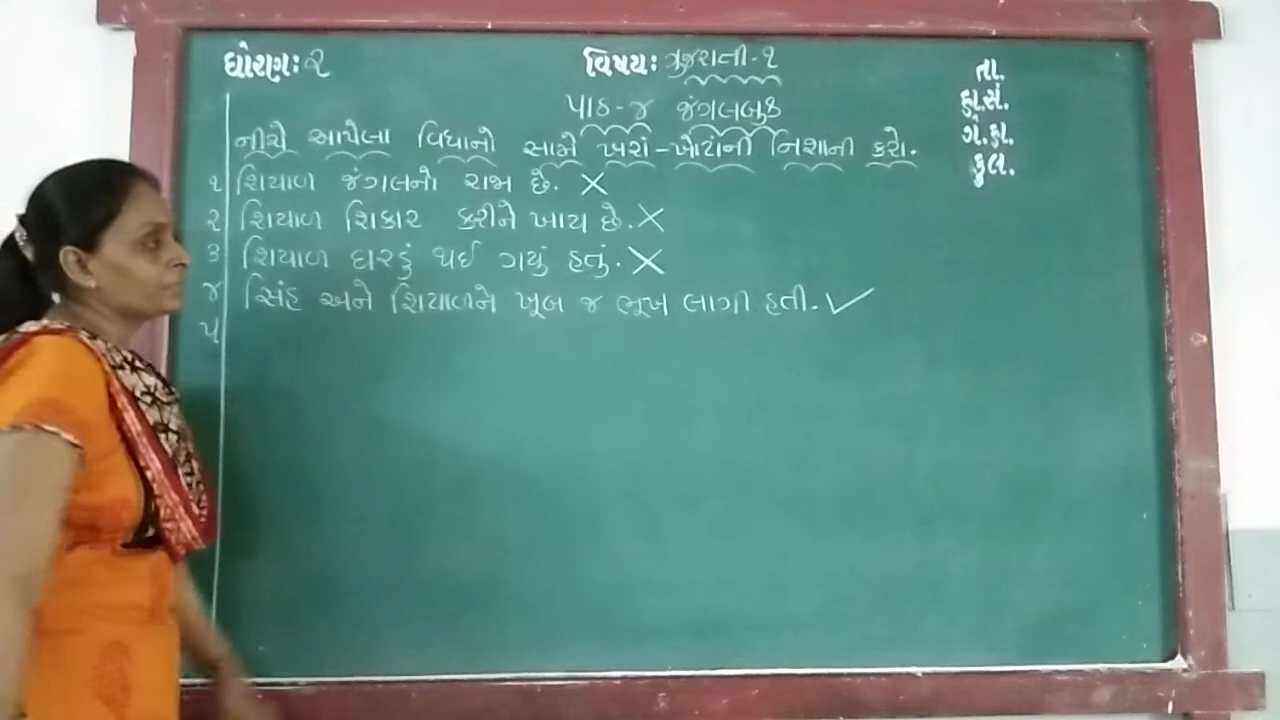 ધોરણ: ૨
વિષય: ગુજરાતી-૧
તા.
હા.સં.
ગે.હા.
કુલ.
પાઠ-૪ જંગલબુક
નીચે આપેલા વિધાનો સામે ખરાં-ખોટાંની નિશાની કરો.
૧ શિયાળ જંગલનો રાજા છે. ✗
૨ શિયાળ શિકાર કરીને ખાય છે. ✗
૩ શિયાળ ઘરડું થઈ ગયું હતું. ✗
૪ સિંહ અને શિયાળને ખૂબ જ ભૂખ લાગી હતી. ✓
૫